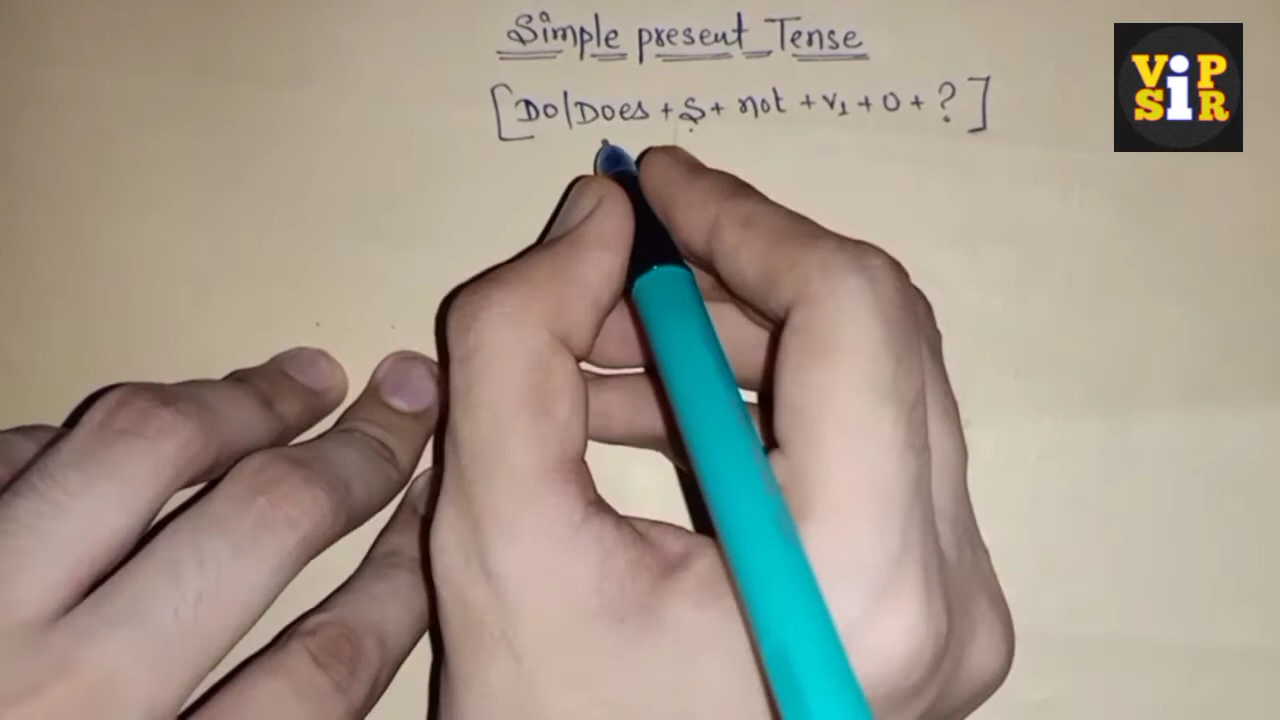 Simple present Tense
[Do/Does + S + not + V1 + O + ?]
ViP
SiR